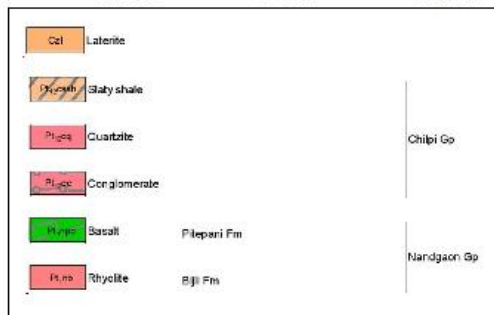 Czl Laterite
Slaty shale
Quartzite
Chilpi Gp
Conglomerate
Basalt Pitepani Fm
Nandgaon Gp
Rhyolite Bijli Fm